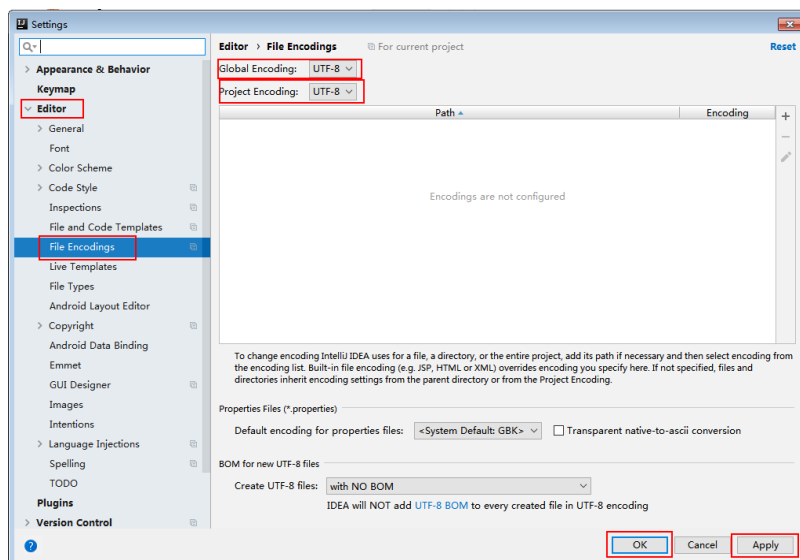 Settings
Appearance & Behavior
Keymap
Editor
General
Font
Color Scheme
Code Style
Inspections
File and Code Templates
File Encodings
Live Templates
File Types
Android Layout Editor
Copyright
Android Data Binding
Emmet
GUI Designer
Images
Intentions
Language Injections
Spelling
TODO
Plugins
Version Control
Editor › File Encodings For current project Reset
Global Encoding: UTF-8
Project Encoding: UTF-8
Path Encoding
Encodings are not configured
To change encoding IntelliJ IDEA uses for a file, a directory, or the entire project, add its path if necessary and then select encoding from
the encoding list. Built-in file encoding (e.g. JSP, HTML or XML) overrides encoding you specify here. If not specified, files and
directories inherit encoding settings from the parent directory or from the Project Encoding.
Properties Files (*.properties)
Default encoding for properties files: <System Default: GBK> Transparent native-to-ascii conversion
BOM for new UTF-8 files
Create UTF-8 files: with NO BOM
IDEA will NOT add UTF-8 BOM to every created file in UTF-8 encoding
? OK Cancel Apply